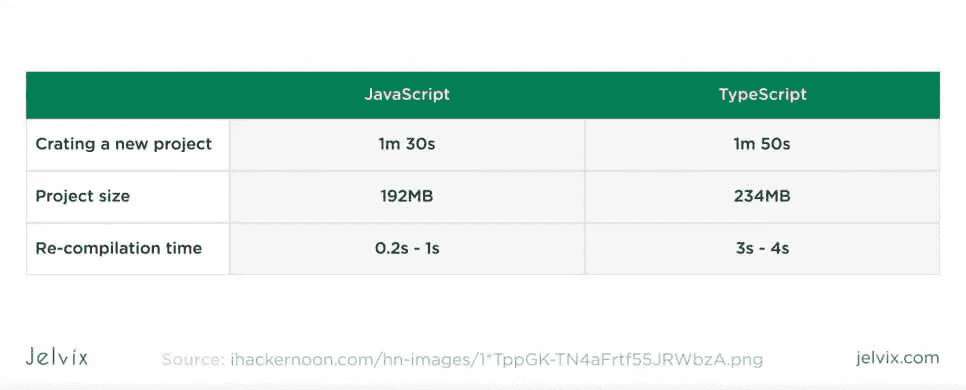 JavaScript TypeScript
Crating a new project 1m 30s 1m 50s
Project size 192MB 234MB
Re-compilation time 0.2s - 1s 3s - 4s
Jelvix Source: ihackernoon.com/hn-images/1*TppGK-TN4aFrtf55JRWbzA.png jelvix.com